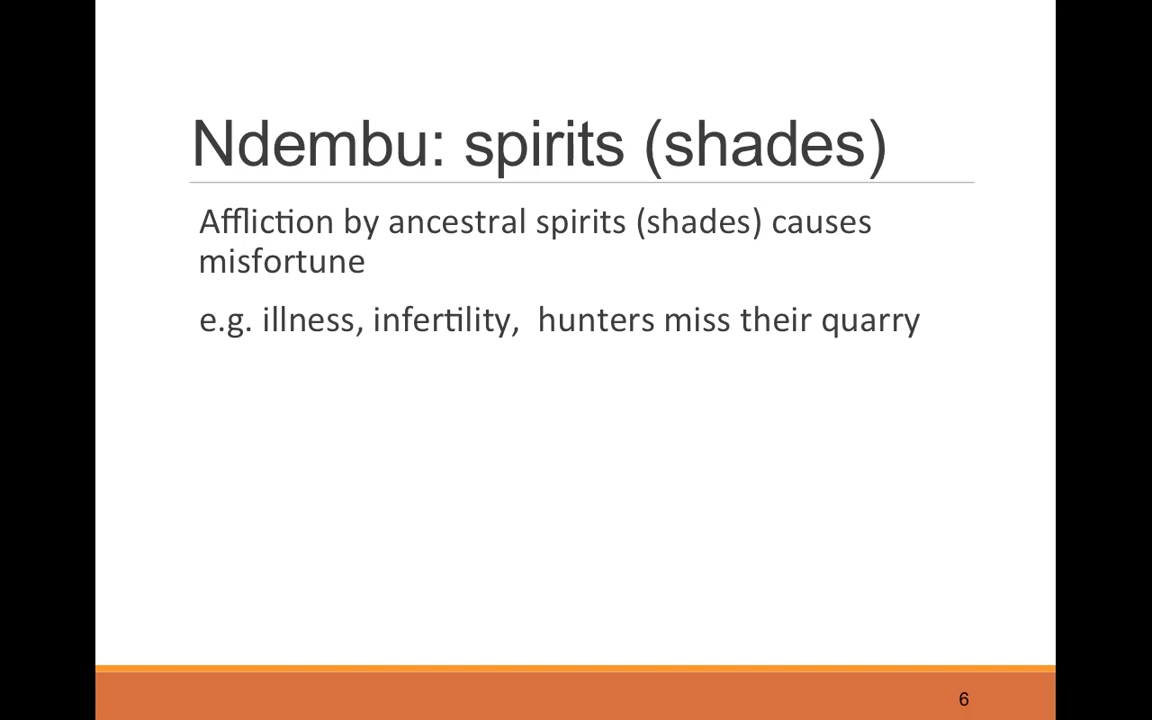 Ndembu: spirits (shades)
Affliction by ancestral spirits (shades) causes
misfortune
e.g. illness, infertility,  hunters miss their quarry
6